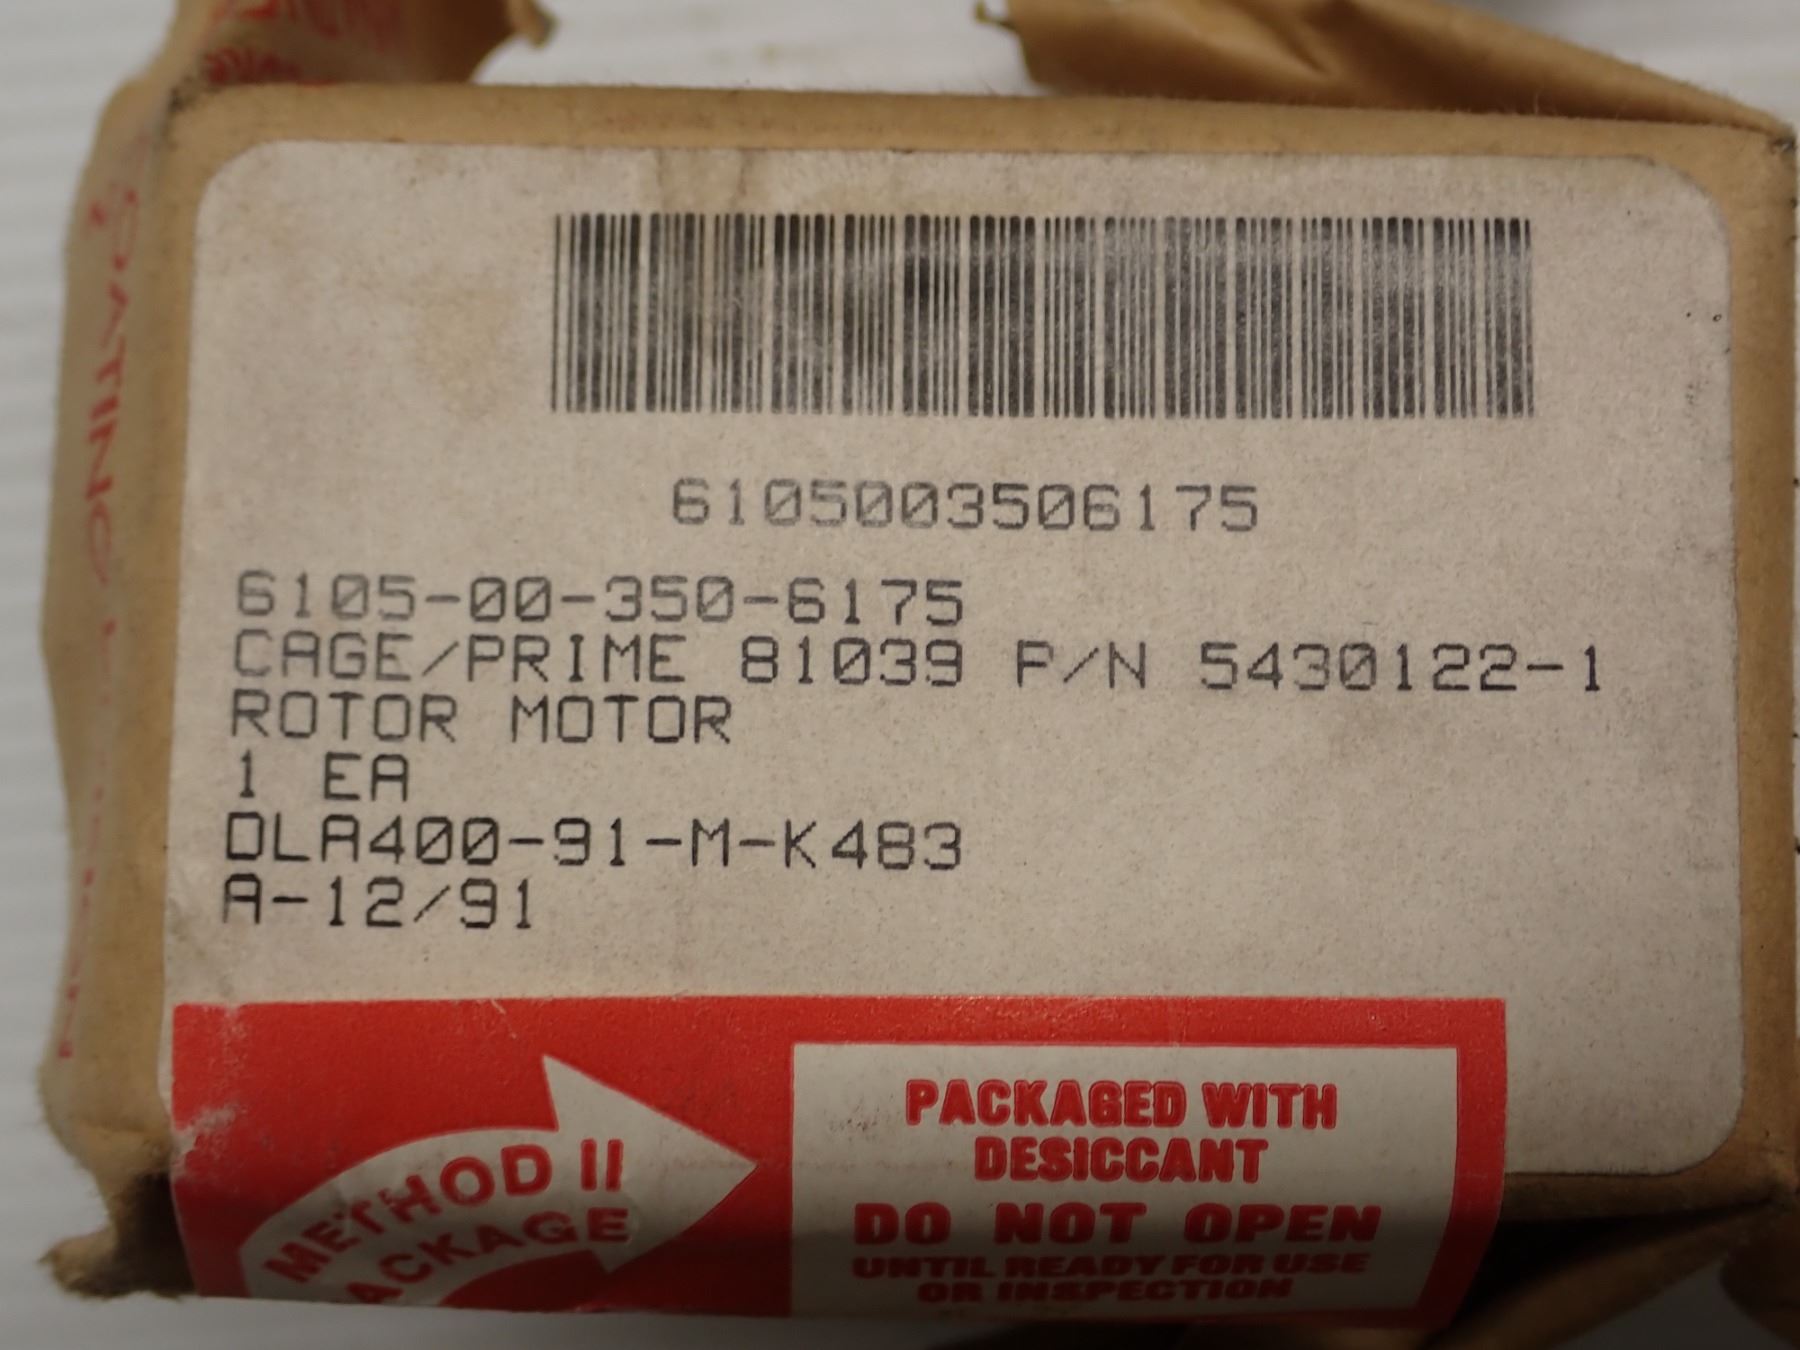 6105003506175
6105-00-350-6175
CAGE/PRIME 81039 P/N 5430122-1
ROTOR MOTOR
1 EA
DLA400-91-M-K483
A-12/91
METHOD II
PACKAGE
PACKAGED WITH
DESICCANT
DO NOT OPEN
UNTIL READY FOR USE
OR INSPECTION